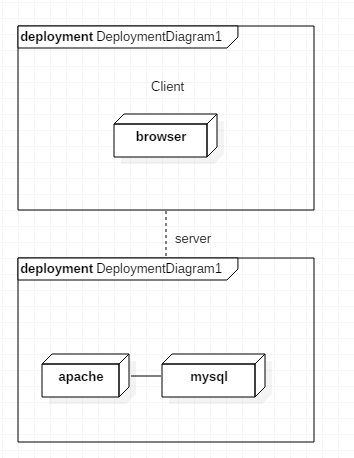 deployment DeploymentDiagram1
Client
browser
server
deployment DeploymentDiagram1
apache
mysql